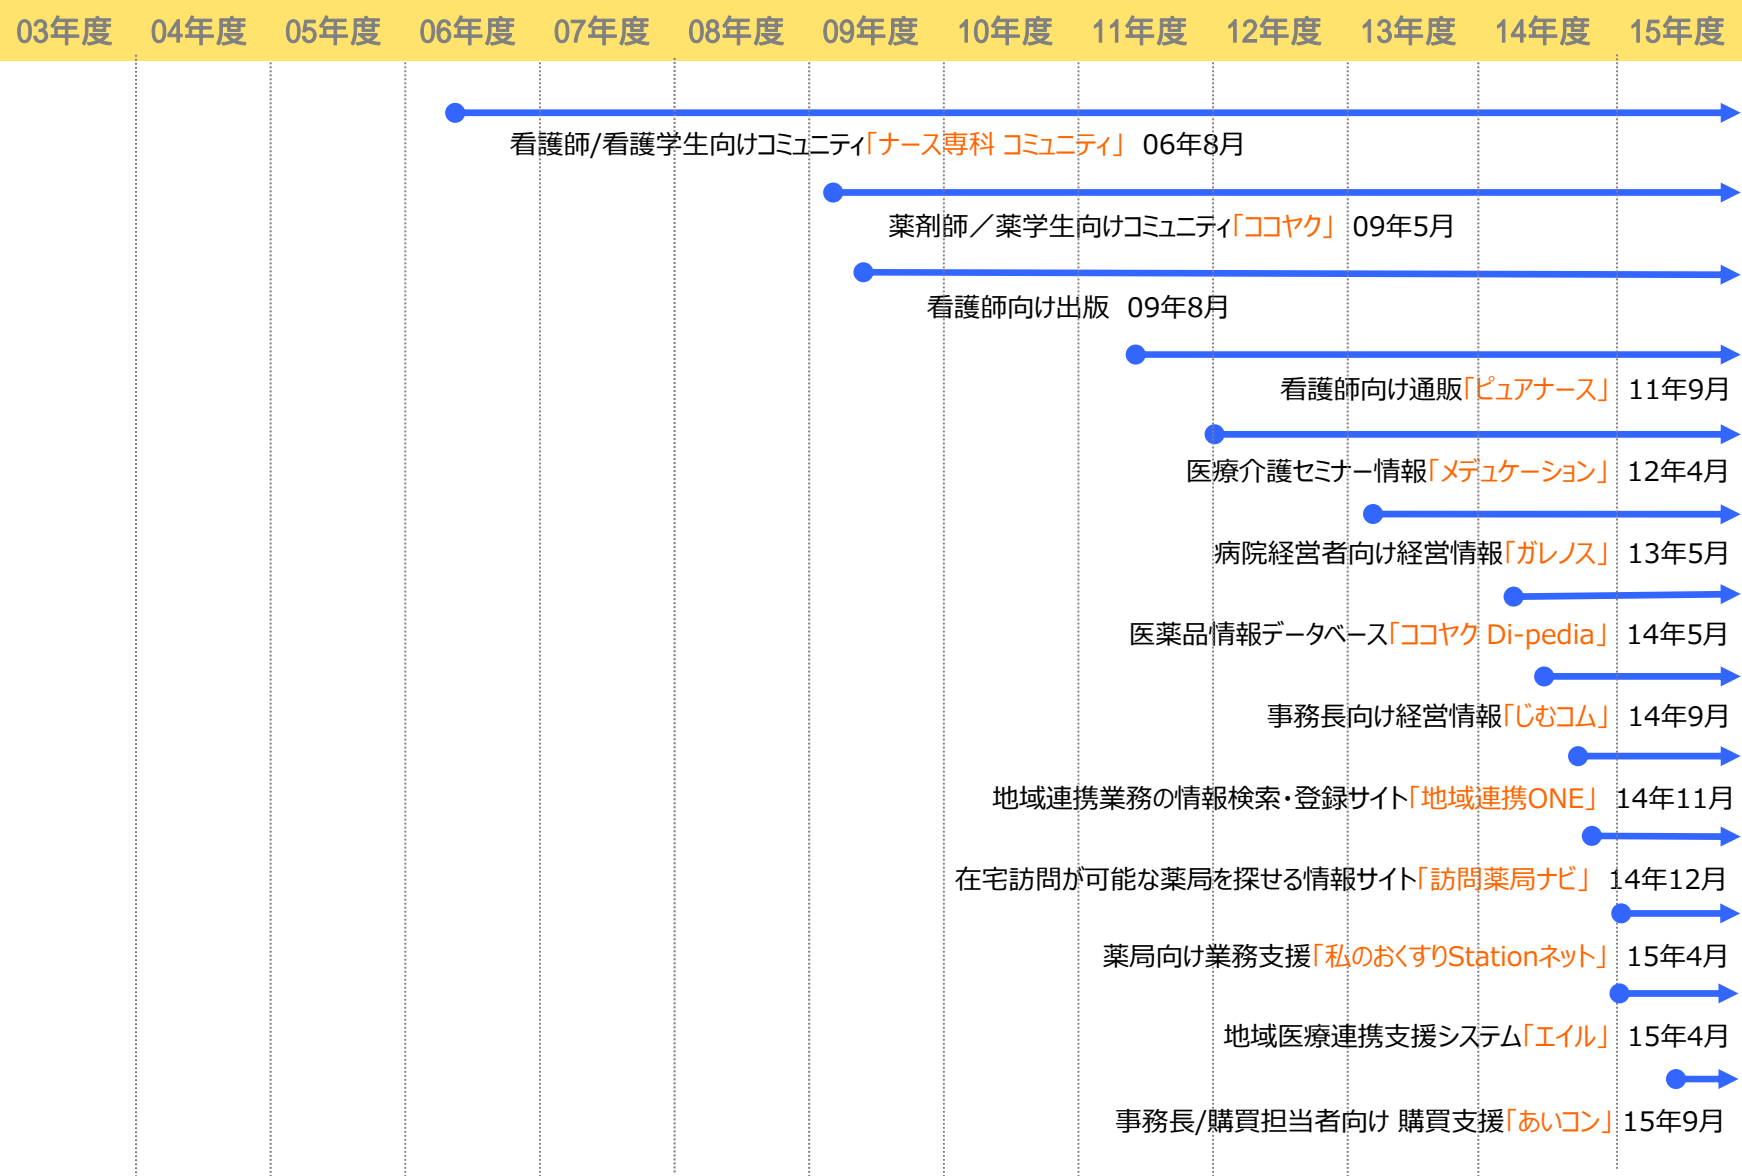 03年度 04年度 05年度 06年度 07年度 08年度 09年度 10年度 11年度 12年度 13年度 14年度 15年度
看護師/看護学生向けコミュニティ「ナース専科 コミュニティ」 06年8月
薬剤師／薬学生向けコミュニティ「ココヤク」 09年5月
看護師向け出版 09年8月
看護師向け通販「ピュアナース」 11年9月
医療介護セミナー情報「メデュケーション」 12年4月
病院経営者向け経営情報「ガレノス」 13年5月
医薬品情報データベース「ココヤク Di-pedia」 14年5月
事務長向け経営情報「じむコム」 14年9月
地域連携業務の情報検索・登録サイト「地域連携ONE」 14年11月
在宅訪問が可能な薬局を探せる情報サイト「訪問薬局ナビ」 14年12月
薬局向け業務支援「私のおくすりStationネット」 15年4月
地域医療連携支援システム「エイル」 15年4月
事務長/購買担当者向け 購買支援「あいコン」 15年9月